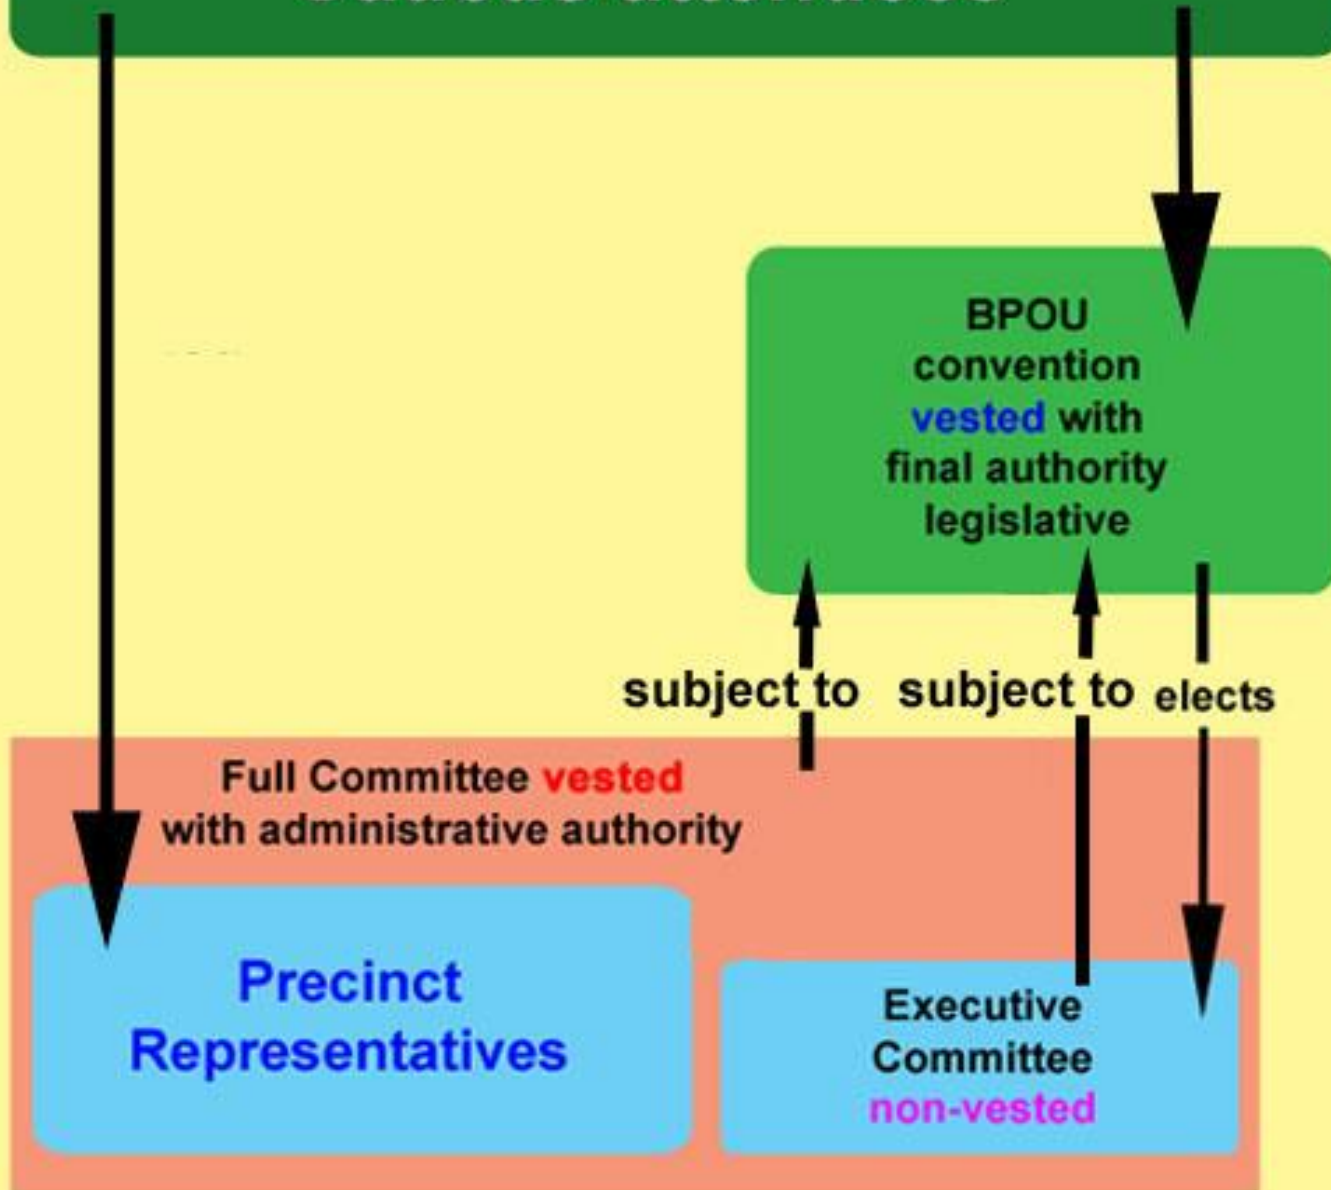 BPOU
convention
vested with
final authority
legislative
subject to subject to elects
Full Committee vested
with administrative authority
Precinct
Representatives
Executive
Committee
non-vested